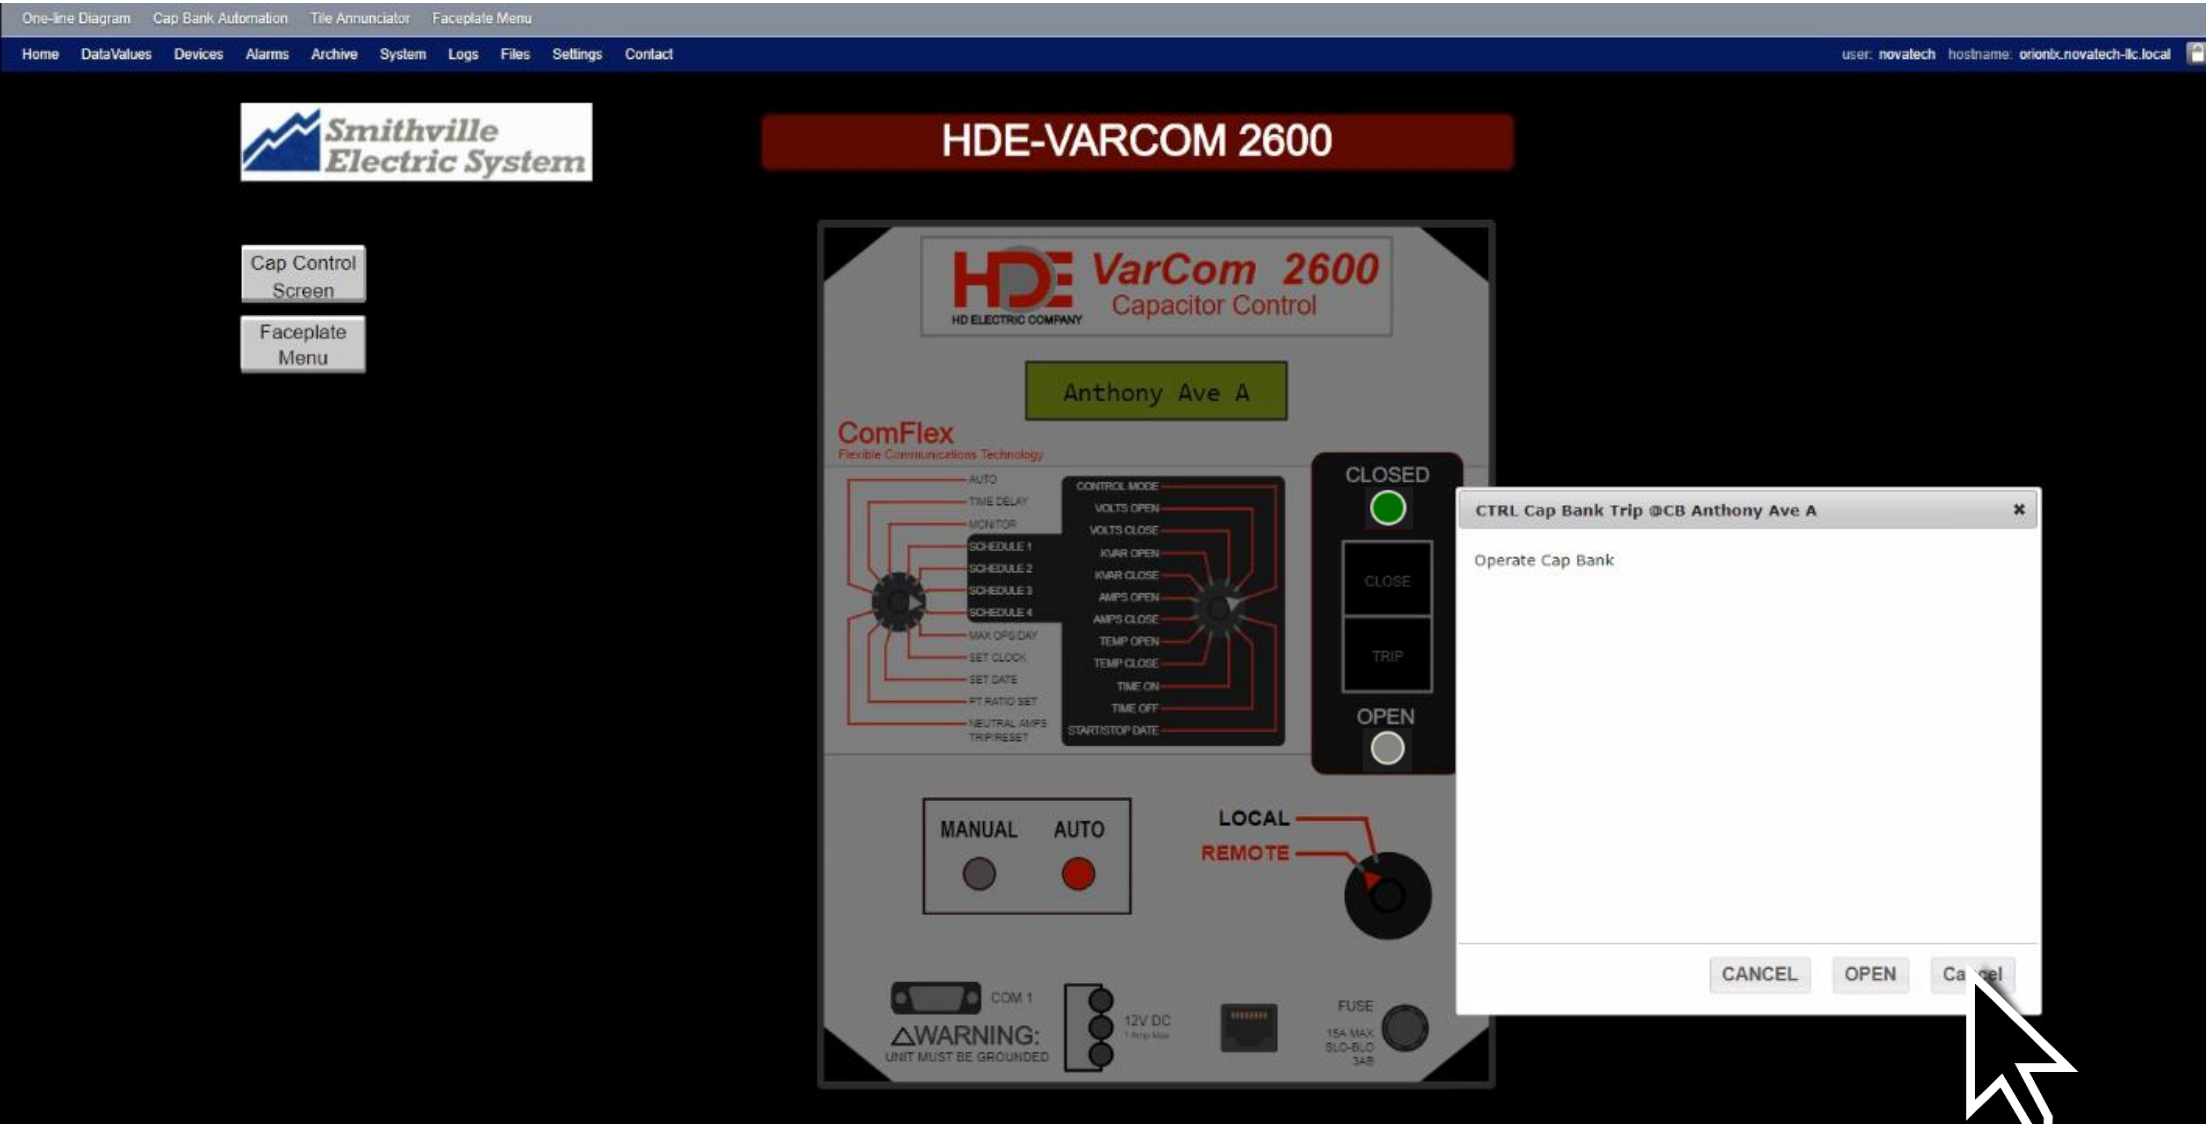 One-line Diagram Cap Bank Automation Tile Annunciator Faceplate Menu
Home DataValues Devices Alarms Archive System Logs Files Settings Contact user: novatech hostname: orionlx.novatech-llc.local
Smithville
Electric System
HDE-VARCOM 2600
Cap Control
Screen
Faceplate
Menu
HDE
HD ELECTRIC COMPANY
VarCom 2600
Capacitor Control
Anthony Ave A
ComFlex
Flexible Communications Technology
AUTO
TIME DELAY
MONITOR
SCHEDULE 1
SCHEDULE 2
SCHEDULE 3
SCHEDULE 4
MAX OPS/DAY
SET CLOCK
SET DATE
PT RATIO SET
NEUTRAL AMPS
TRIP/RESET
CONTROL MODE
VOLTS OPEN
VOLTS CLOSE
KVAR OPEN
KVAR CLOSE
AMPS OPEN
AMPS CLOSE
TEMP OPEN
TEMP CLOSE
TIME ON
TIME OFF
START/STOP DATE
CLOSED
CLOSE
TRIP
OPEN
CTRL Cap Bank Trip @CB Anthony Ave A
Operate Cap Bank
CANCEL OPEN Cancel
MANUAL AUTO
LOCAL
REMOTE
COM 1
WARNING:
UNIT MUST BE GROUNDED
12V DC
1 Amp Max
FUSE
15A MAX
SLO-BLO
3AB